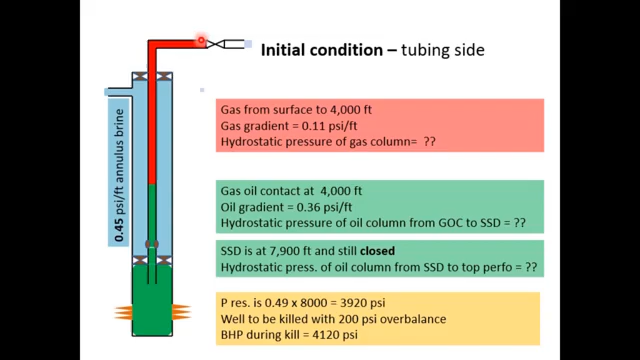 Initial condition – tubing side
0.45 psi/ft annulus brine
Gas from surface to 4,000 ft
Gas gradient = 0.11 psi/ft
Hydrostatic pressure of gas column= ??
Gas oil contact at 4,000 ft
Oil gradient = 0.36 psi/ft
Hydrostatic pressure of oil column from GOC to SSD = ??
SSD is at 7,900 ft and still closed
Hydrostatic press. of oil column from SSD to top perfo = ??
P res. is 0.49 x 8000 = 3920 psi
Well to be killed with 200 psi overbalance
BHP during kill = 4120 psi